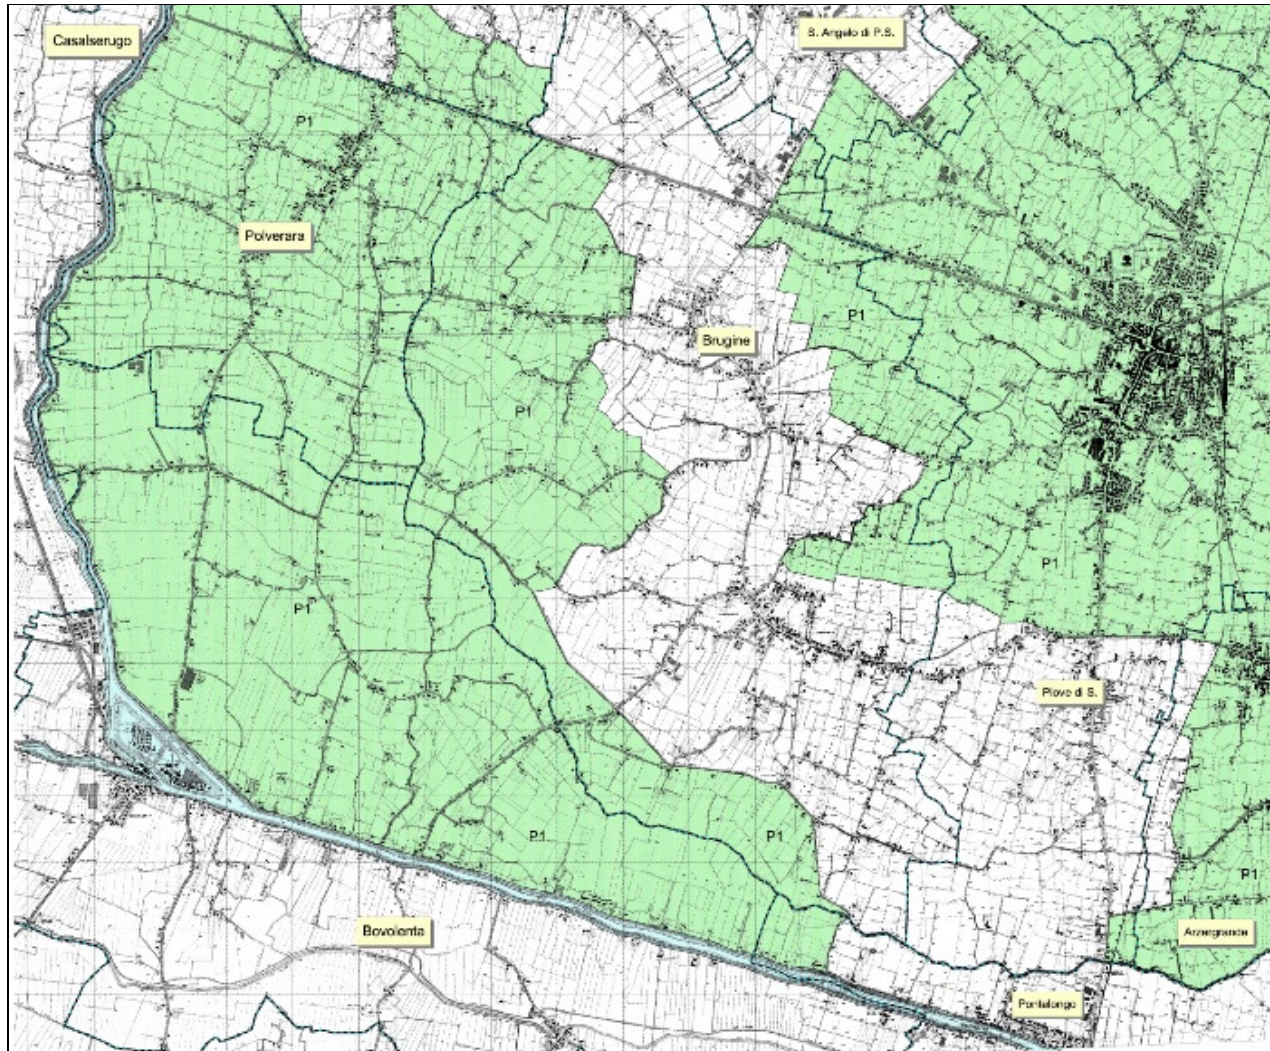 Casalserugo
S. Angelo di P.S.
P1
Polverara
P1
Brugine
P1
P1
P1
Piove di S.
P1
P1
P1
Bovolenta
Arzergrande
Pontelongo